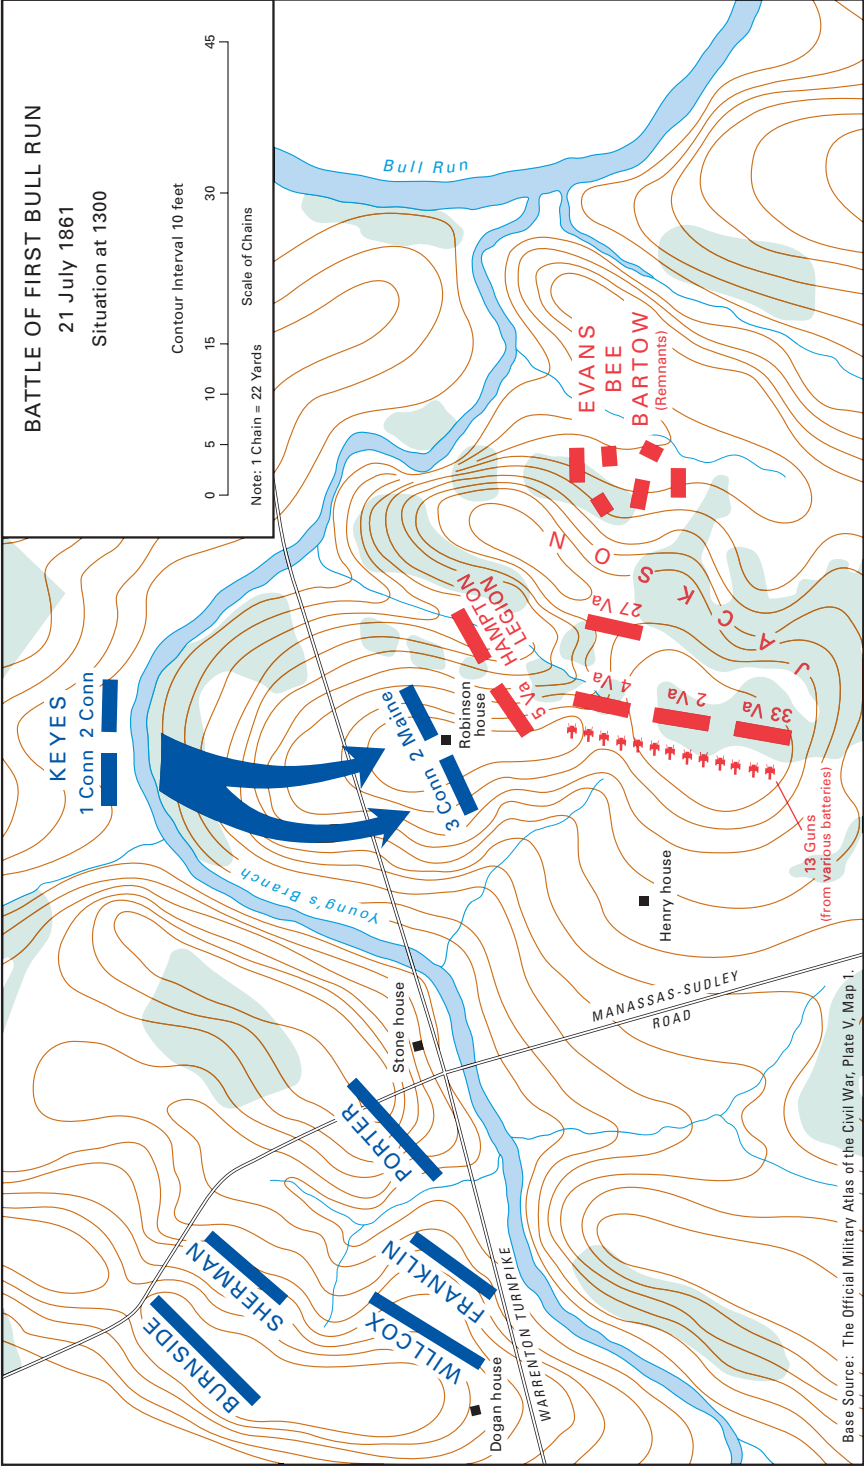 BATTLE OF FIRST BULL RUN
21 July 1861
Situation at 1300
Contour Interval 10 feet
0 5 10 15 30 45
Scale of Chains
Note: 1 Chain = 22 Yards
Bull Run
KEYES
1 Conn 2 Conn
Young's Branch
2 Maine
3 Conn
Robinson
house
HAMPTON
LEGION
5 Va
4 Va
27 Va
2 Va
33 Va
JACKSON
EVANS
BEE
BARTOW
(Remnants)
13 Guns
(from various batteries)
Henry house
MANASSAS-SUDLEY
ROAD
Stone house
PORTER
SHERMAN
BURNSIDE
FRANKLIN
WILLCOX
Dogan house
WARRENTON TURNPIKE
Base Source: The Official Military Atlas of the Civil War, Plate V, Map 1.